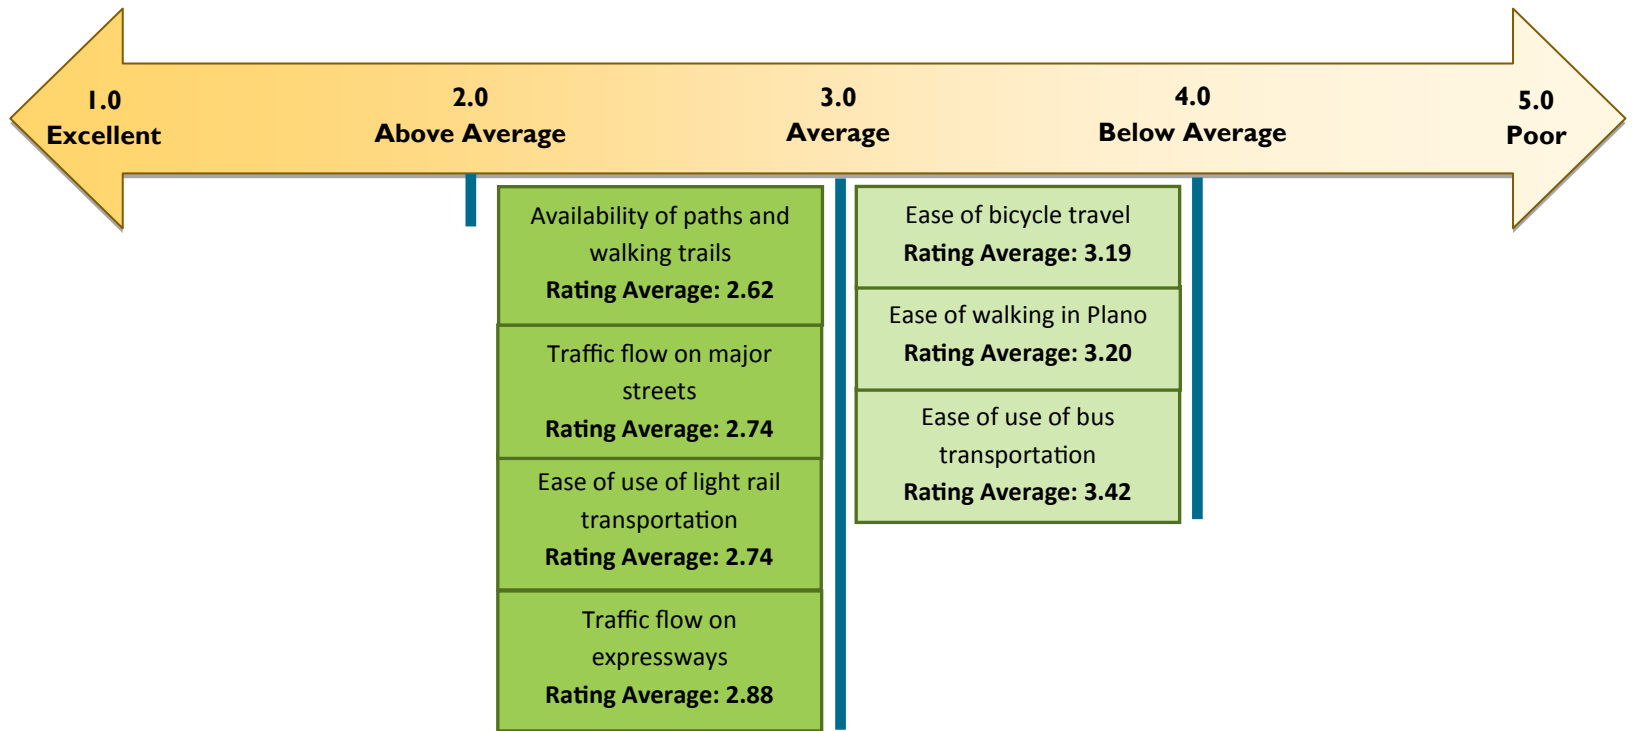 1.0
Excellent
2.0
Above Average
3.0
Average
4.0
Below Average
5.0
Poor
Availability of paths and
walking trails
Rating Average: 2.62
Traffic flow on major
streets
Rating Average: 2.74
Ease of use of light rail
transportation
Rating Average: 2.74
Traffic flow on
expressways
Rating Average: 2.88
Ease of bicycle travel
Rating Average: 3.19
Ease of walking in Plano
Rating Average: 3.20
Ease of use of bus
transportation
Rating Average: 3.42